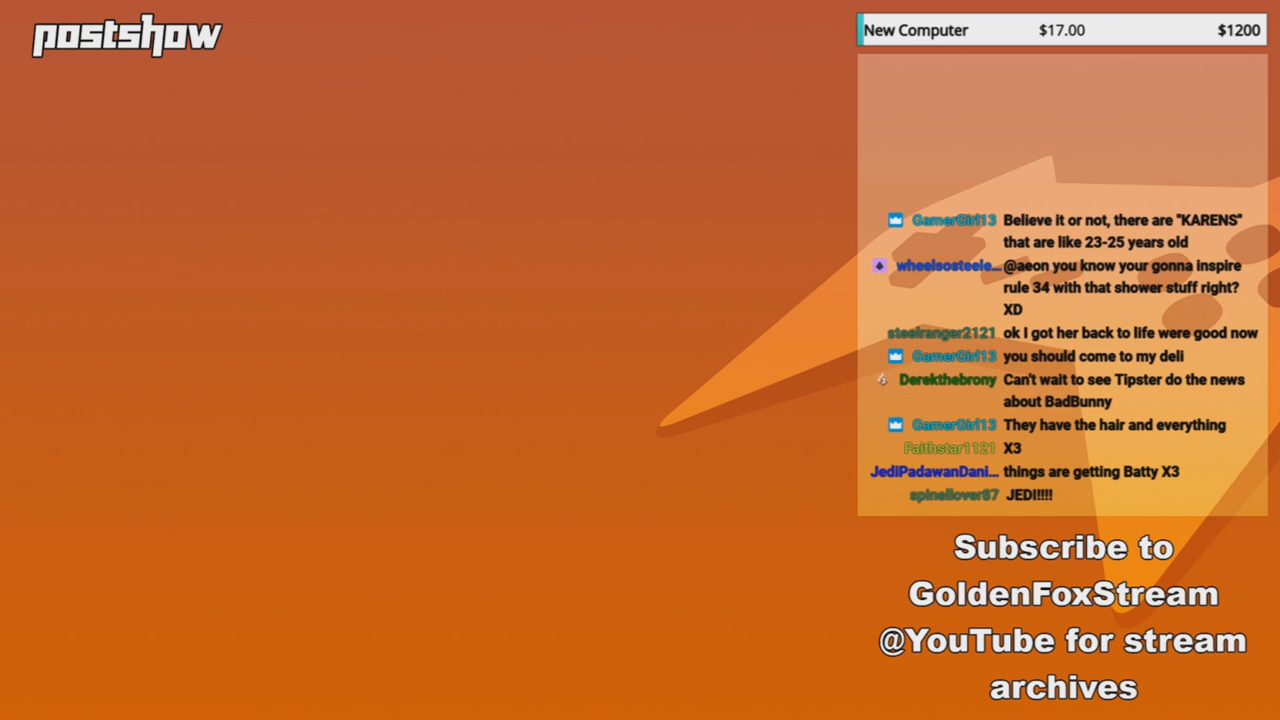 postshow
New Computer $17.00 $1200
GamerGirl13 Believe it or not, there are "KARENS"
that are like 23-25 years old
wheelsosteele... @aeon you know your gonna inspire
rule 34 with that shower stuff right?
XD
steelranger2121 ok I got her back to life were good now
GamerGirl13 you should come to my deli
Derekthebrony Can't wait to see Tipster do the news
about BadBunny
GamerGirl13 They have the hair and everything
Faithstar1121 X3
JediPadawanDani... things are getting Batty X3
spinellover87 JEDI!!!!
Subscribe to
GoldenFoxStream
@YouTube for stream
archives